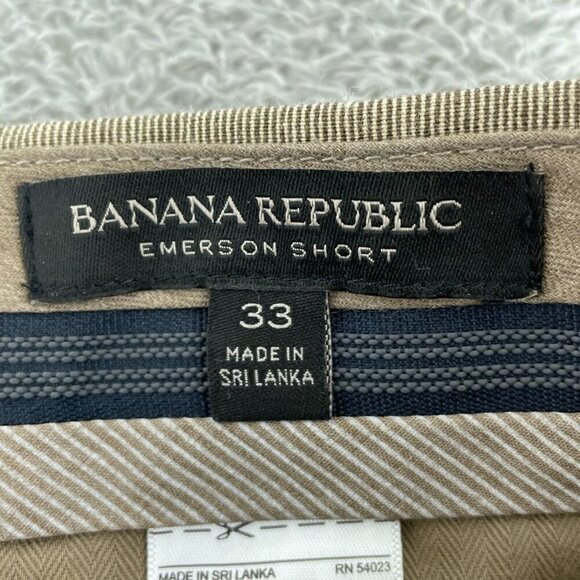 BANANA REPUBLIC
EMERSON SHORT
33
MADE IN
SRI LANKA
MADE IN SRI LANKA RN 54023